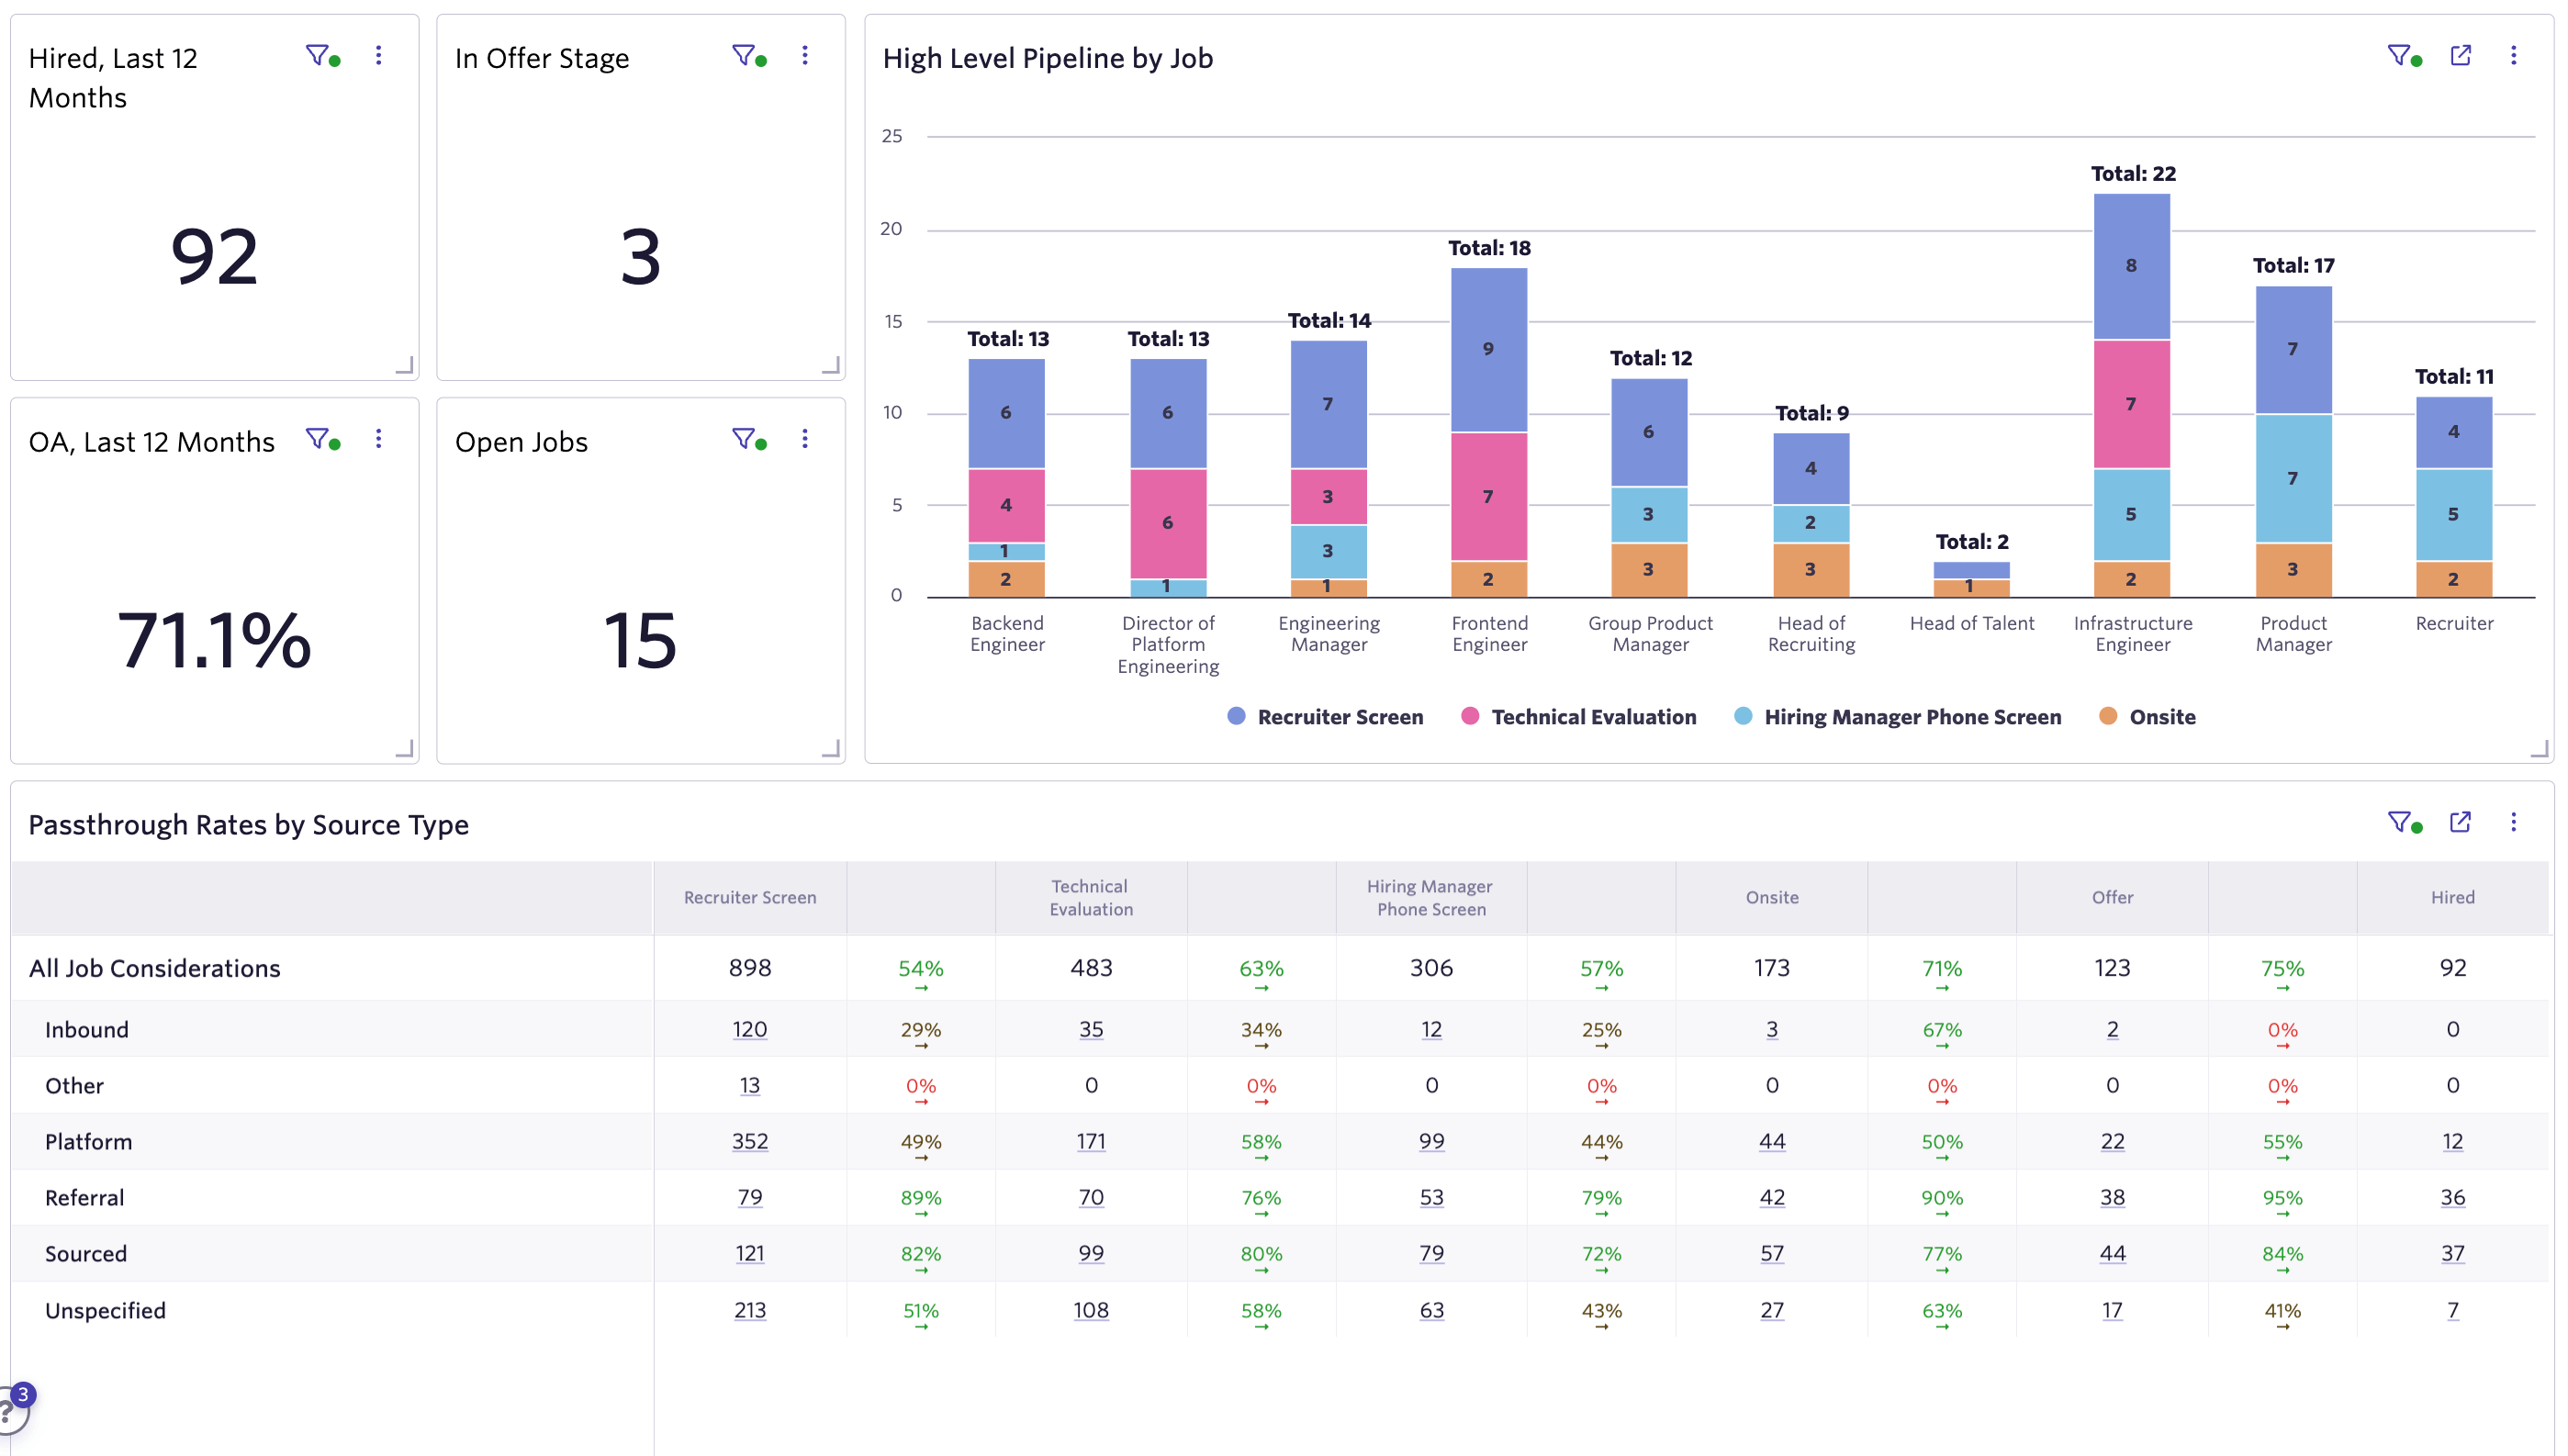 Hired, Last 12
Months
92
In Offer Stage
3
OA, Last 12 Months
71.1%
Open Jobs
15
High Level Pipeline by Job
25
20
15
10
5
0
Total: 13
6
4
1
2
Total: 13
6
6
1
Total: 14
7
3
3
1
Total: 18
9
7
2
Total: 12
6
3
3
Total: 9
4
2
3
Total: 2
1
Total: 22
8
7
5
2
Total: 17
7
7
3
Total: 11
4
5
2
Backend
Engineer
Director of
Platform
Engineering
Engineering
Manager
Frontend
Engineer
Group Product
Manager
Head of
Recruiting
Head of Talent
Infrastructure
Engineer
Product
Manager
Recruiter
Recruiter Screen Technical Evaluation Hiring Manager Phone Screen Onsite
Passthrough Rates by Source Type
Recruiter Screen
Technical
Evaluation
Hiring Manager
Phone Screen
Onsite
Offer
Hired
All Job Considerations 898 54% → 483 63% → 306 57% → 173 71% → 123 75% → 92
Inbound 120 29% → 35 34% → 12 25% → 3 67% → 2 0% → 0
Other 13 0% → 0 0% → 0 0% → 0 0% → 0 0% → 0
Platform 352 49% → 171 58% → 99 44% → 44 50% → 22 55% → 12
Referral 79 89% → 70 76% → 53 79% → 42 90% → 38 95% → 36
Sourced 121 82% → 99 80% → 79 72% → 57 77% → 44 84% → 37
Unspecified 213 51% → 108 58% → 63 43% → 27 63% → 17 41% → 7
3
?